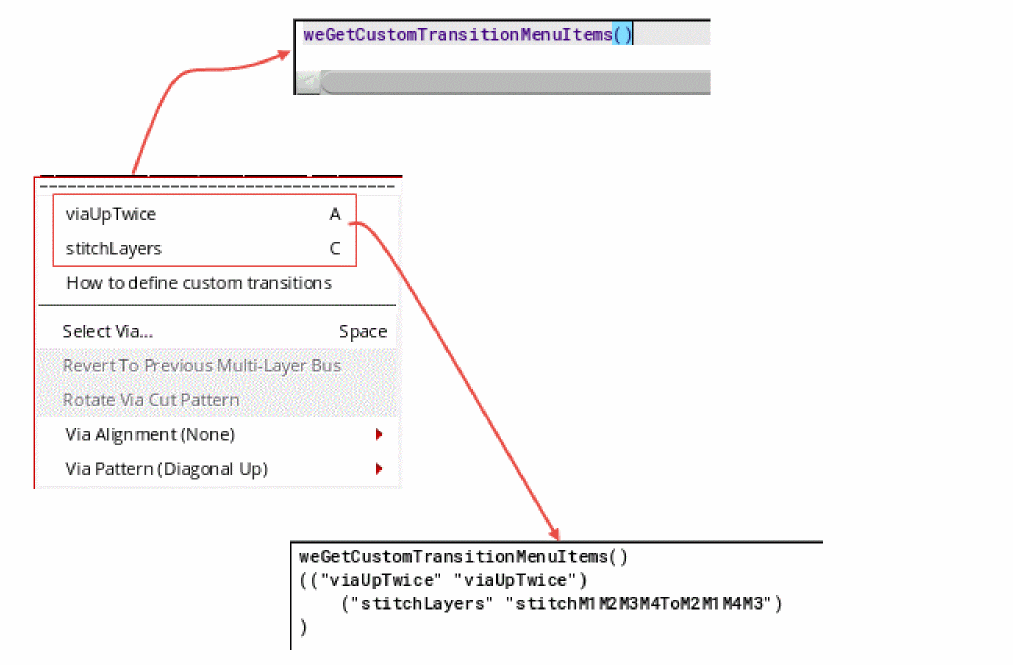 weGetCustomTransitionMenuItems()
viaUpTwice A
stitchLayers C
How to define custom transitions
Select Via... Space
Revert To Previous Multi-Layer Bus
Rotate Via Cut Pattern
Via Alignment (None)
Via Pattern (Diagonal Up)
weGetCustomTransitionMenuItems()
(("viaUpTwice" "viaUpTwice")
("stitchLayers" "stitchM1M2M3M4ToM2M1M4M3")
)